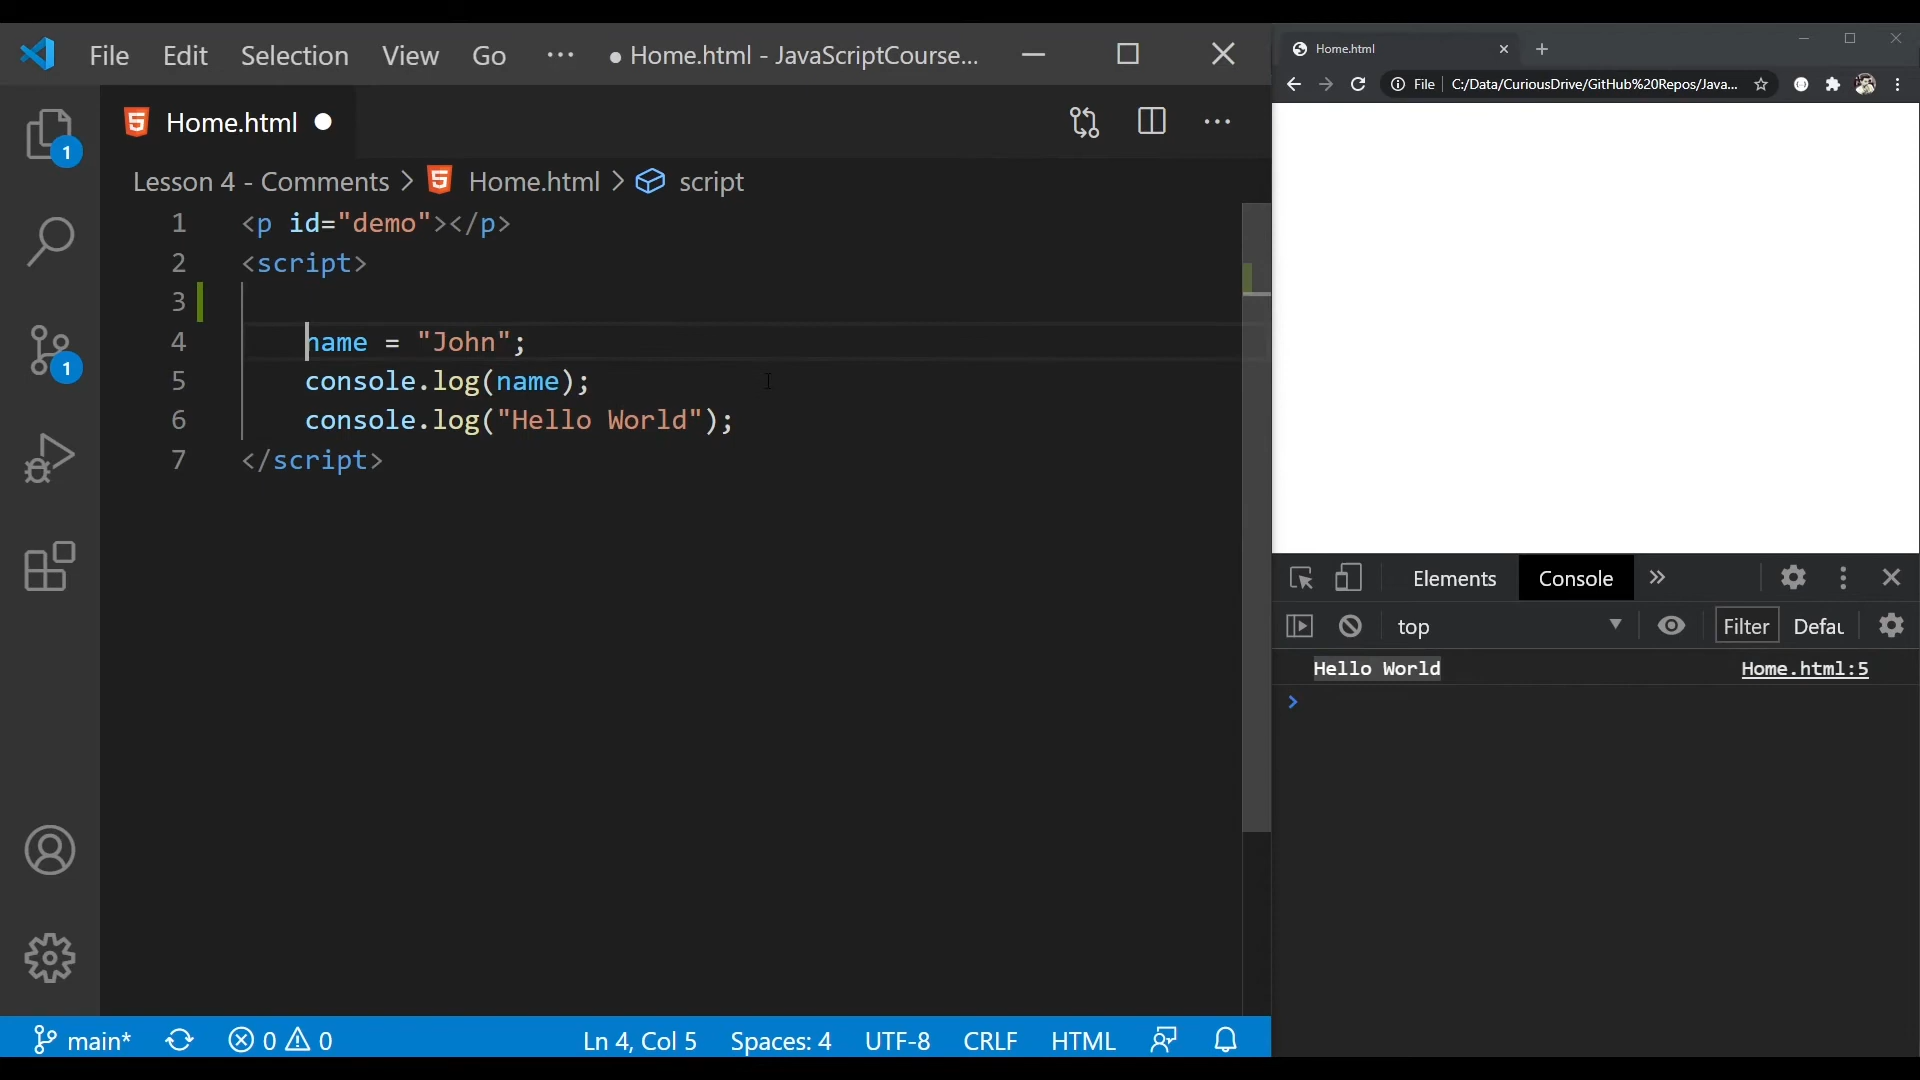 File Edit Selection View Go ··· ● Home.html - JavaScriptCourse...
Home.html
Lesson 4 - Comments > Home.html > script
1 <p id="demo"></p>
2 <script>
3
4 name = "John";
5 console.log(name);
6 console.log("Hello World");
7 </script>
1
1
main* 0 0 Ln 4, Col 5 Spaces: 4 UTF-8 CRLF HTML
Home.html
File C:/Data/CuriousDrive/GitHub%20Repos/Java...
Elements Console
top Filter Defau
Hello World Home.html:5